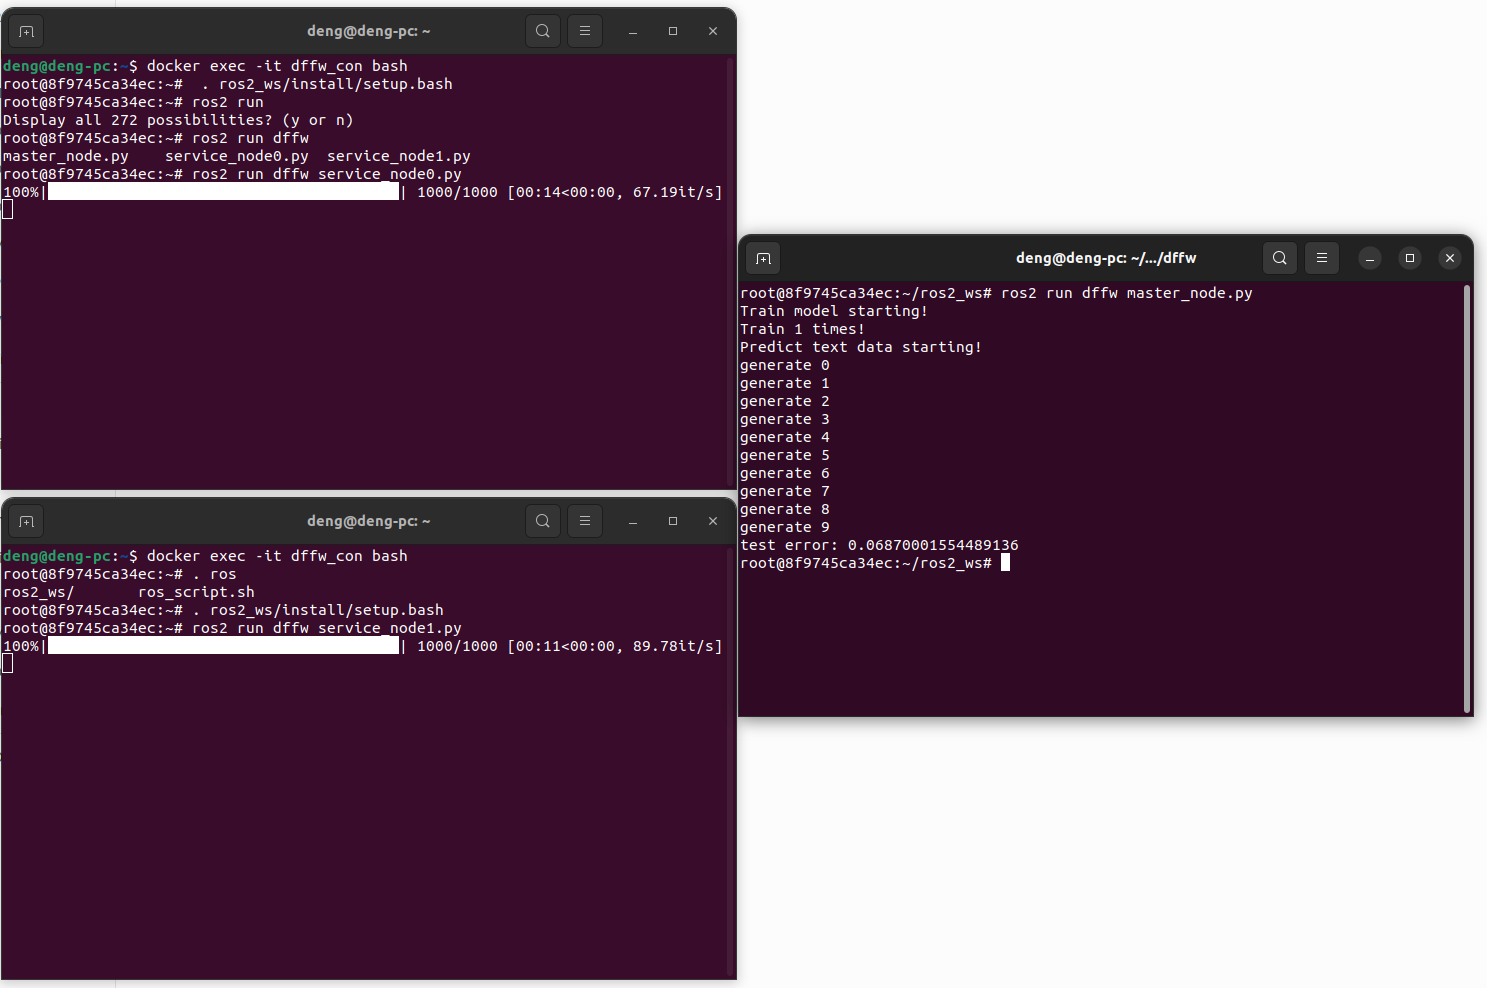 deng@deng-pc: ~
deng@deng-pc:~$ docker exec -it dffw_con bash
root@8f9745ca34ec:~#  . ros2_ws/install/setup.bash
root@8f9745ca34ec:~# ros2 run
Display all 272 possibilities? (y or n)
root@8f9745ca34ec:~# ros2 run dffw
master_node.py    service_node0.py  service_node1.py
root@8f9745ca34ec:~# ros2 run dffw service_node0.py
100%|██████████| 1000/1000 [00:14<00:00, 67.19it/s]
deng@deng-pc: ~
deng@deng-pc:~$ docker exec -it dffw_con bash
root@8f9745ca34ec:~# . ros
ros2_ws/       ros_script.sh
root@8f9745ca34ec:~# . ros2_ws/install/setup.bash
root@8f9745ca34ec:~# ros2 run dffw service_node1.py
100%|██████████| 1000/1000 [00:11<00:00, 89.78it/s]
deng@deng-pc: ~/.../dffw
root@8f9745ca34ec:~/ros2_ws# ros2 run dffw master_node.py
Train model starting!
Train 1 times!
Predict text data starting!
generate 0
generate 1
generate 2
generate 3
generate 4
generate 5
generate 6
generate 7
generate 8
generate 9
test error: 0.06870001554489136
root@8f9745ca34ec:~/ros2_ws#